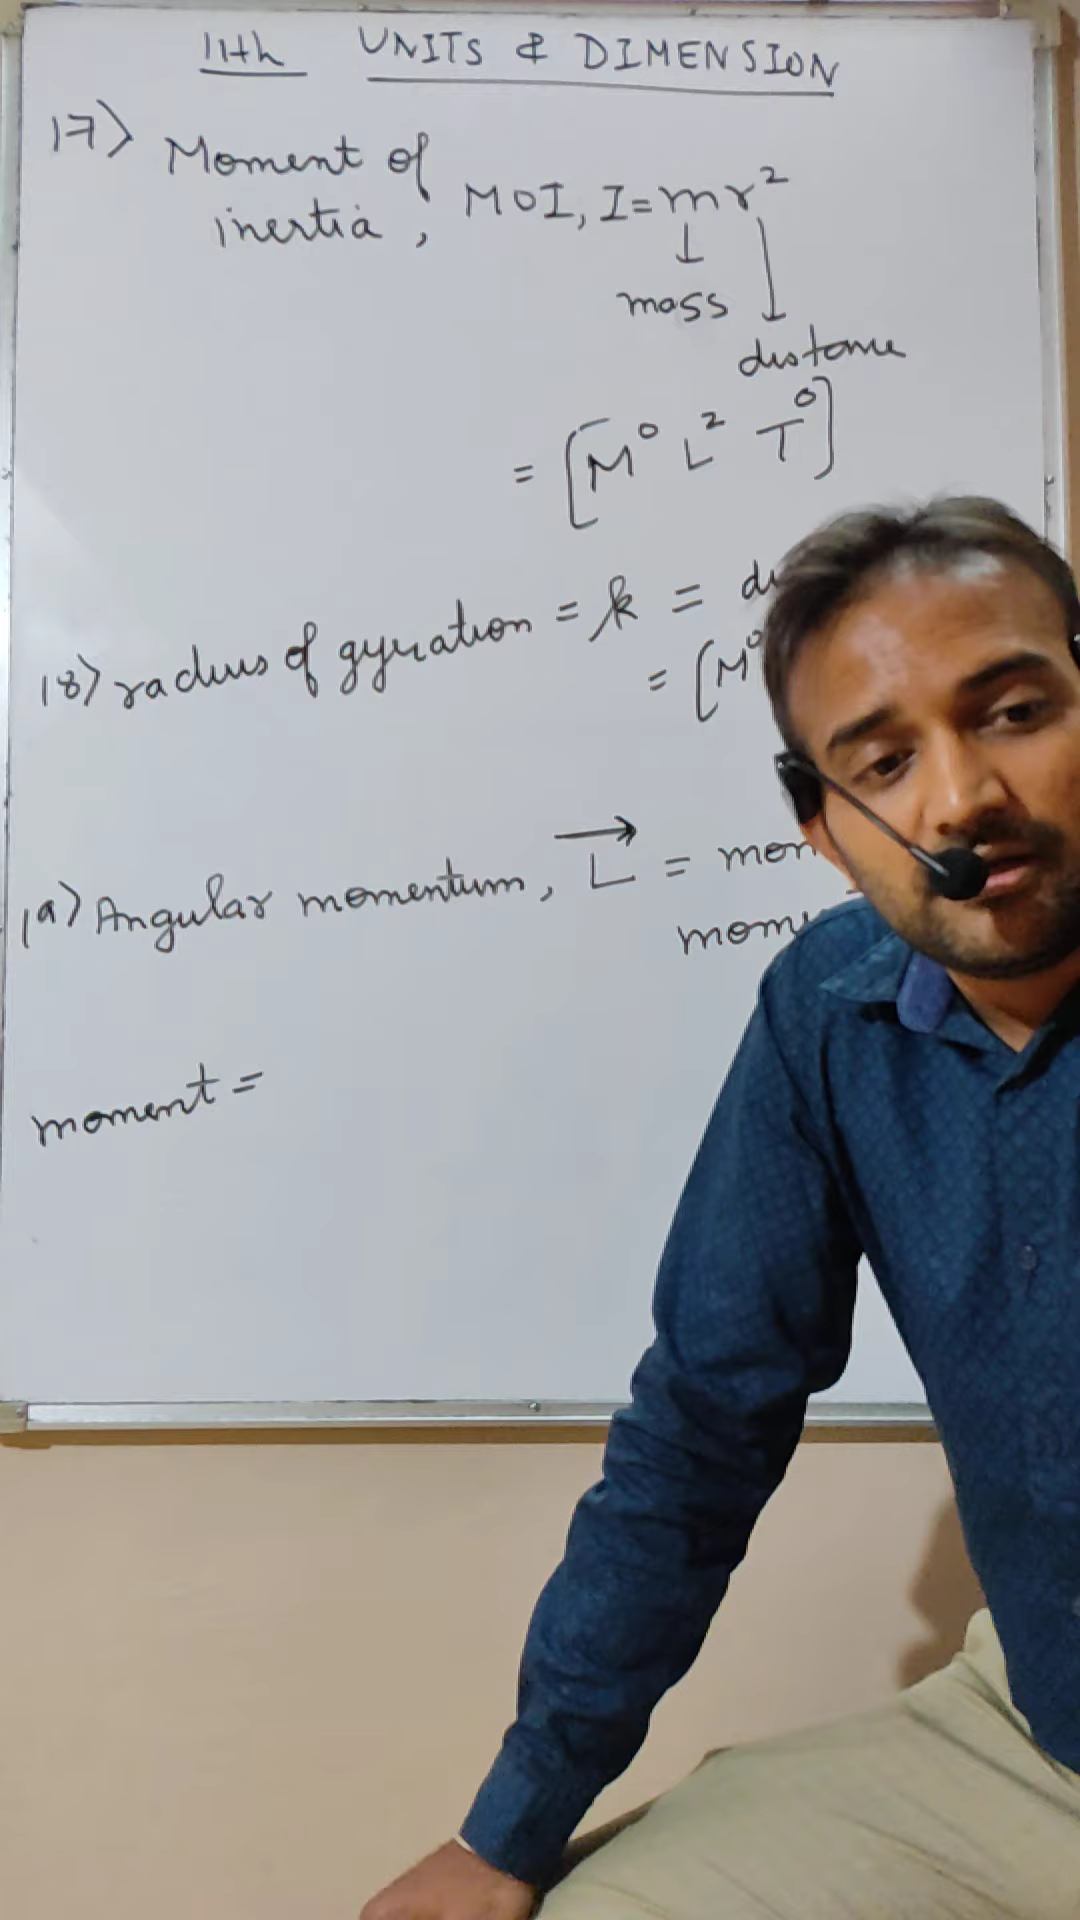 11th UNITS & DIMENSION
17) Moment of
inertia, MOI, I=mr²
mass
distance
= [M⁰ L² T⁰]
18) radius of gyration = k =
= [M⁰
19) Angular momentum, L =
moment =